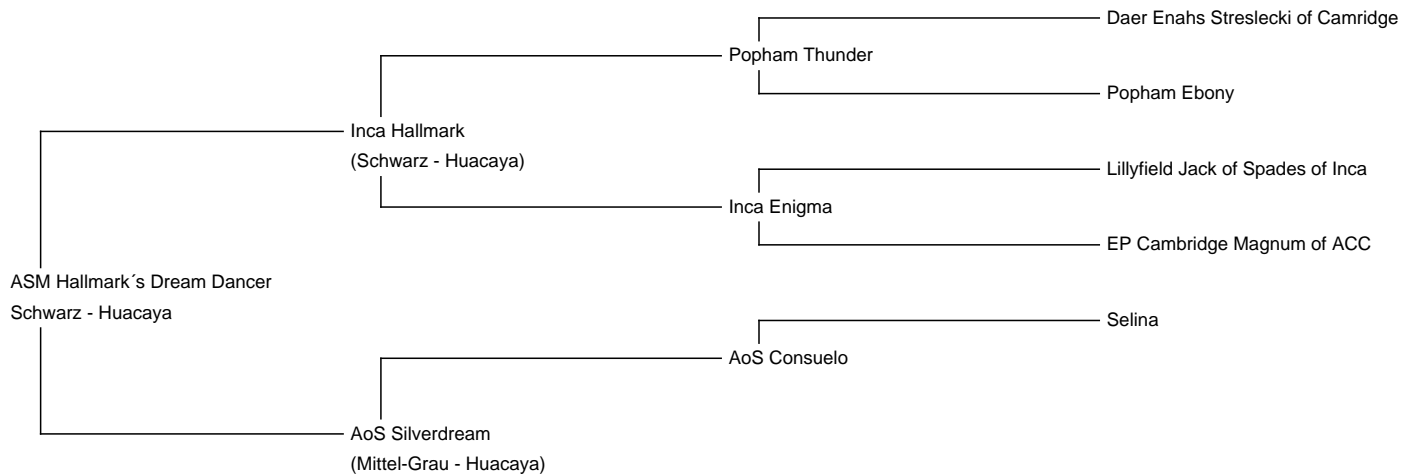 Daer Enahs Streslecki of Camridge
Popham Thunder
Popham Ebony
Inca Hallmark
(Schwarz - Huacaya)
Lillyfield Jack of Spades of Inca
Inca Enigma
EP Cambridge Magnum of ACC
ASM Hallmark´s Dream Dancer
Schwarz - Huacaya
Selina
AoS Consuelo
AoS Silverdream
(Mittel-Grau - Huacaya)